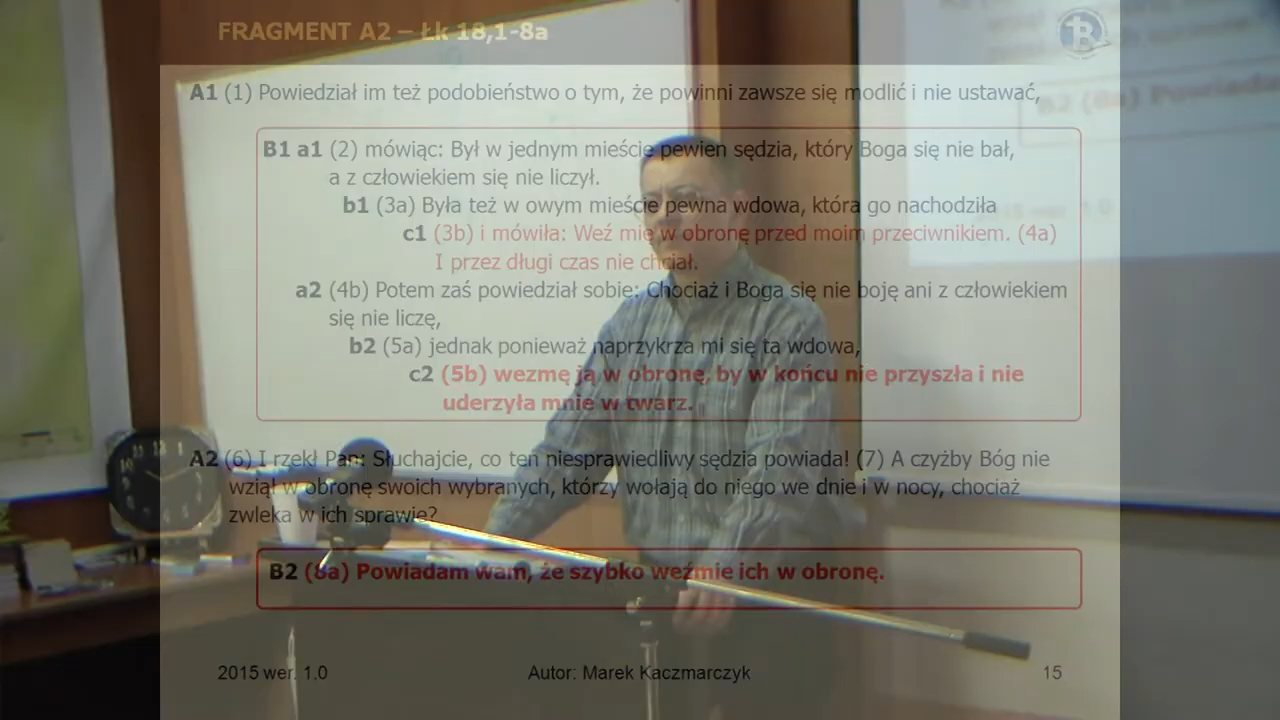 FRAGMENT A2 – Łk 18,1-8a
A1 (1) Powiedział im też podobieństwo o tym, że powinni zawsze się modlić i nie ustawać,
B1 a1 (2) mówiąc: Był w jednym mieście pewien sędzia, który Boga się nie bał,
a z człowiekiem się nie liczył.
b1 (3a) Była też w owym mieście pewna wdowa, która go nachodziła
c1 (3b) i mówiła: Weź mię w obronę przed moim przeciwnikiem. (4a)
I przez długi czas nie chciał.
a2 (4b) Potem zaś powiedział sobie: Chociaż i Boga się nie boję ani z człowiekiem
się nie liczę,
b2 (5a) jednak ponieważ naprzykrza mi się ta wdowa,
c2 (5b) wezmę ją w obronę, by w końcu nie przyszła i nie
uderzyła mnie w twarz.
A2 (6) I rzekł Pan: Słuchajcie, co ten niesprawiedliwy sędzia powiada! (7) A czyżby Bóg nie
wziął w obronę swoich wybranych, którzy wołają do niego we dnie i w nocy, chociaż
zwleka w ich sprawie?
B2 (8a) Powiadam wam, że szybko weźmie ich w obronę.
2015 wer. 1.0 Autor: Marek Kaczmarczyk 15